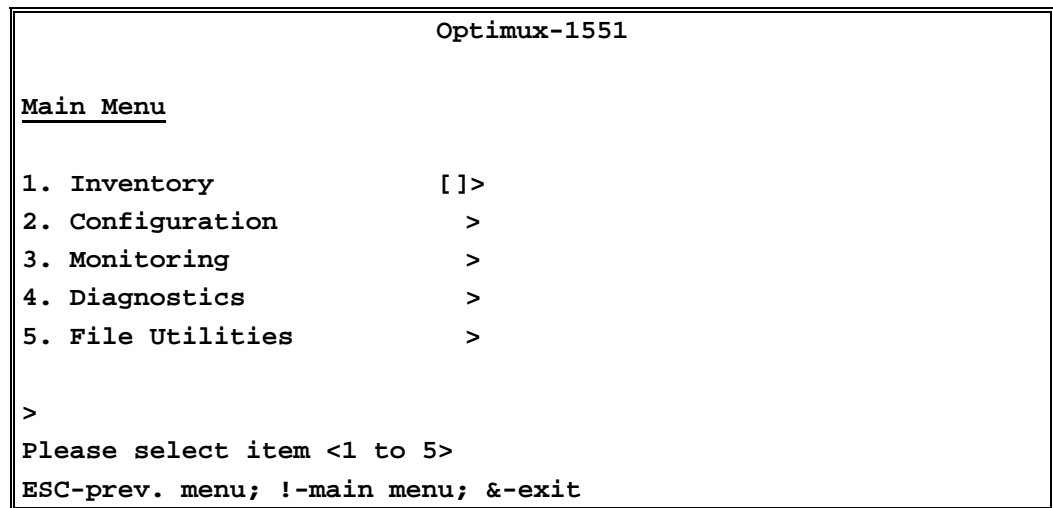 Optimux-1551
Main Menu
1. Inventory []>
2. Configuration >
3. Monitoring >
4. Diagnostics >
5. File Utilities >
>
Please select item <1 to 5>
ESC-prev. menu; !-main menu; &-exit